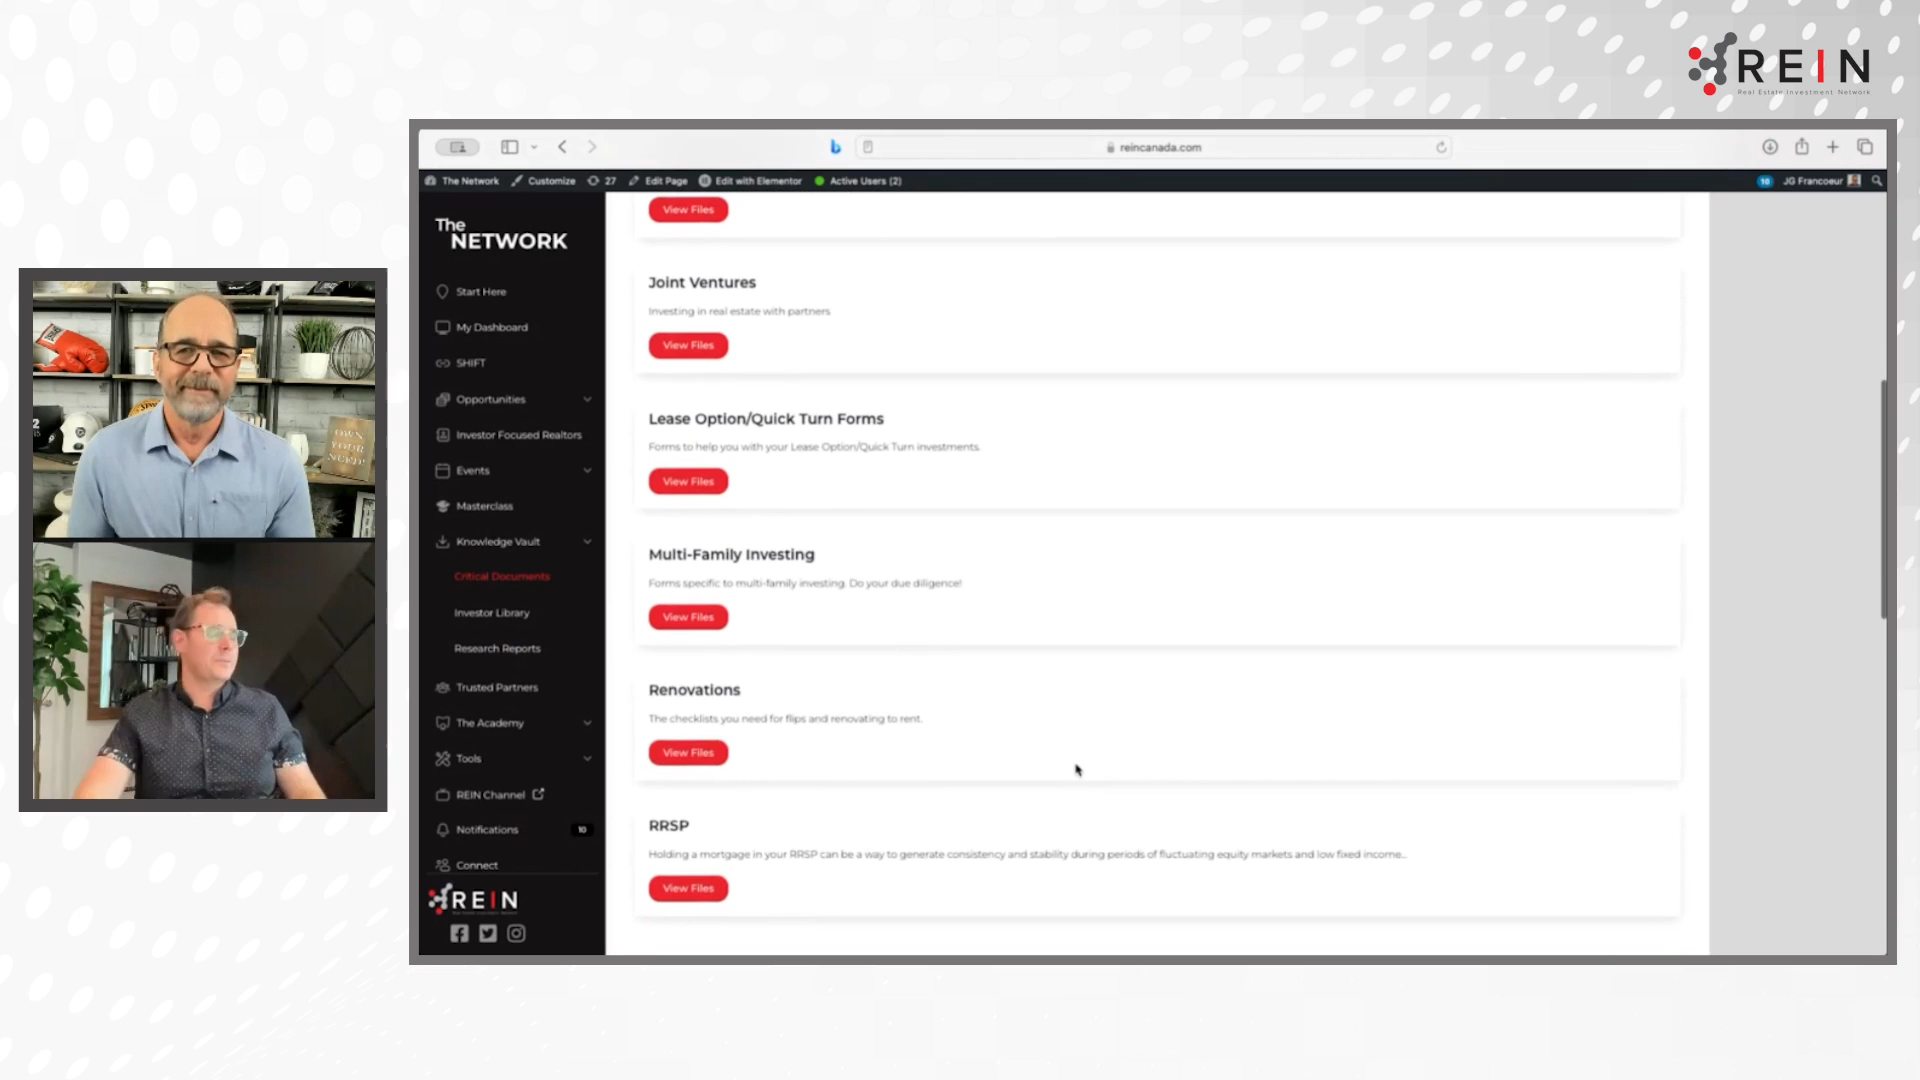 REIN
Real Estate Investment Network
reincanada.com
The Network
Customize
27
Edit Page
Edit with Elementor
Active Users (2)
10
JG Francoeur
The
NETWORK
Start Here
My Dashboard
SHIFT
Opportunities
Investor Focused Realtors
Events
Masterclass
Knowledge Vault
Critical Documents
Investor Library
Research Reports
Trusted Partners
The Academy
Tools
REIN Channel
Notifications
10
Connect
REIN
View Files
Joint Ventures
Investing in real estate with partners
View Files
Lease Option/Quick Turn Forms
Forms to help you with your Lease Option/Quick Turn investments.
View Files
Multi-Family Investing
Forms specific to multi-family investing. Do your due diligence!
View Files
Renovations
The checklists you need for flips and renovating to rent.
View Files
RRSP
Holding a mortgage in your RRSP can be a way to generate consistency and stability during periods of fluctuating equity markets and low fixed income...
View Files
OWN
YOUR